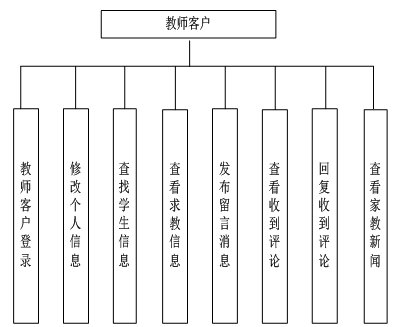 教师客户
教师客户登录
修改个人信息
查找学生信息
查看求教信息
发布留言消息
查看收到评论
回复收到评论
查看家教新闻